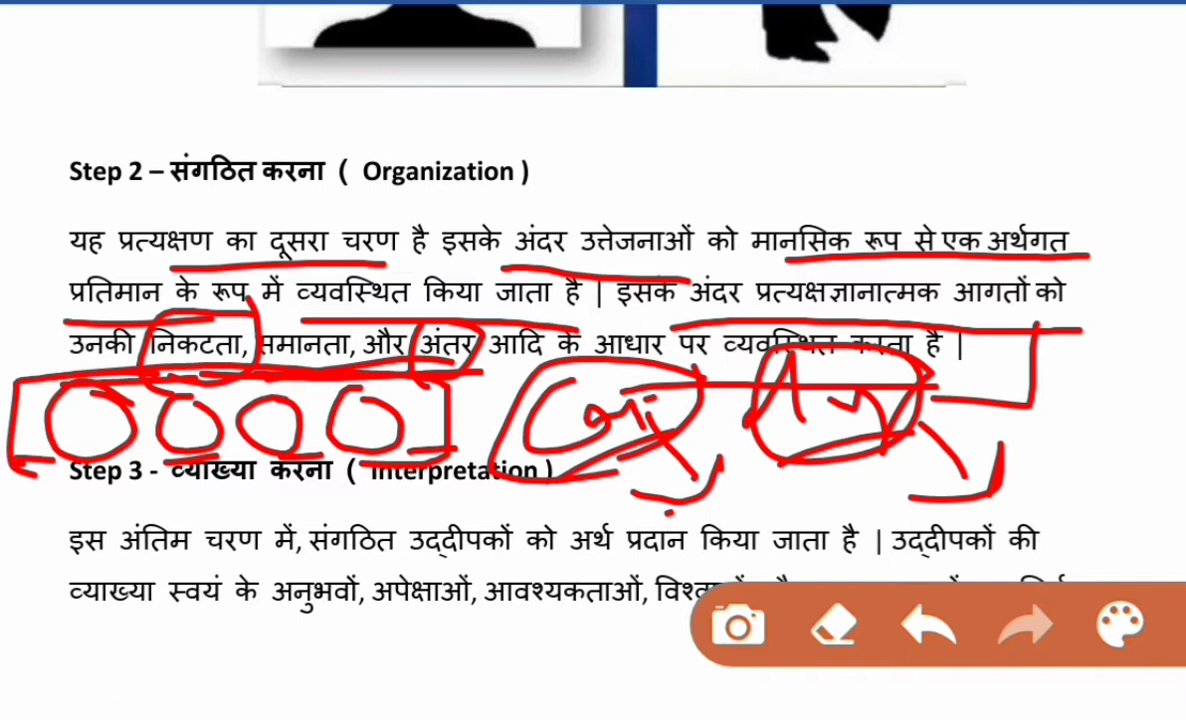 Step 2 – संगठित करना ( Organization )
यह प्रत्यक्षण का दूसरा चरण है इसके अंदर उत्तेजनाओं को मानसिक रूप से एक अर्थगत
प्रतिमान के रूप में व्यवस्थित किया जाता है | इसके अंदर प्रत्यक्षज्ञानात्मक आगतों को
उनकी निकटता, समानता, और अंतर आदि के आधार पर व्यवस्थित करता है |
Step 3 - व्याख्या करना ( Interpretation )
इस अंतिम चरण में, संगठित उद्दीपकों को अर्थ प्रदान किया जाता है | उद्दीपकों की
व्याख्या स्वयं के अनुभवों, अपेक्षाओं, आवश्यकताओं,